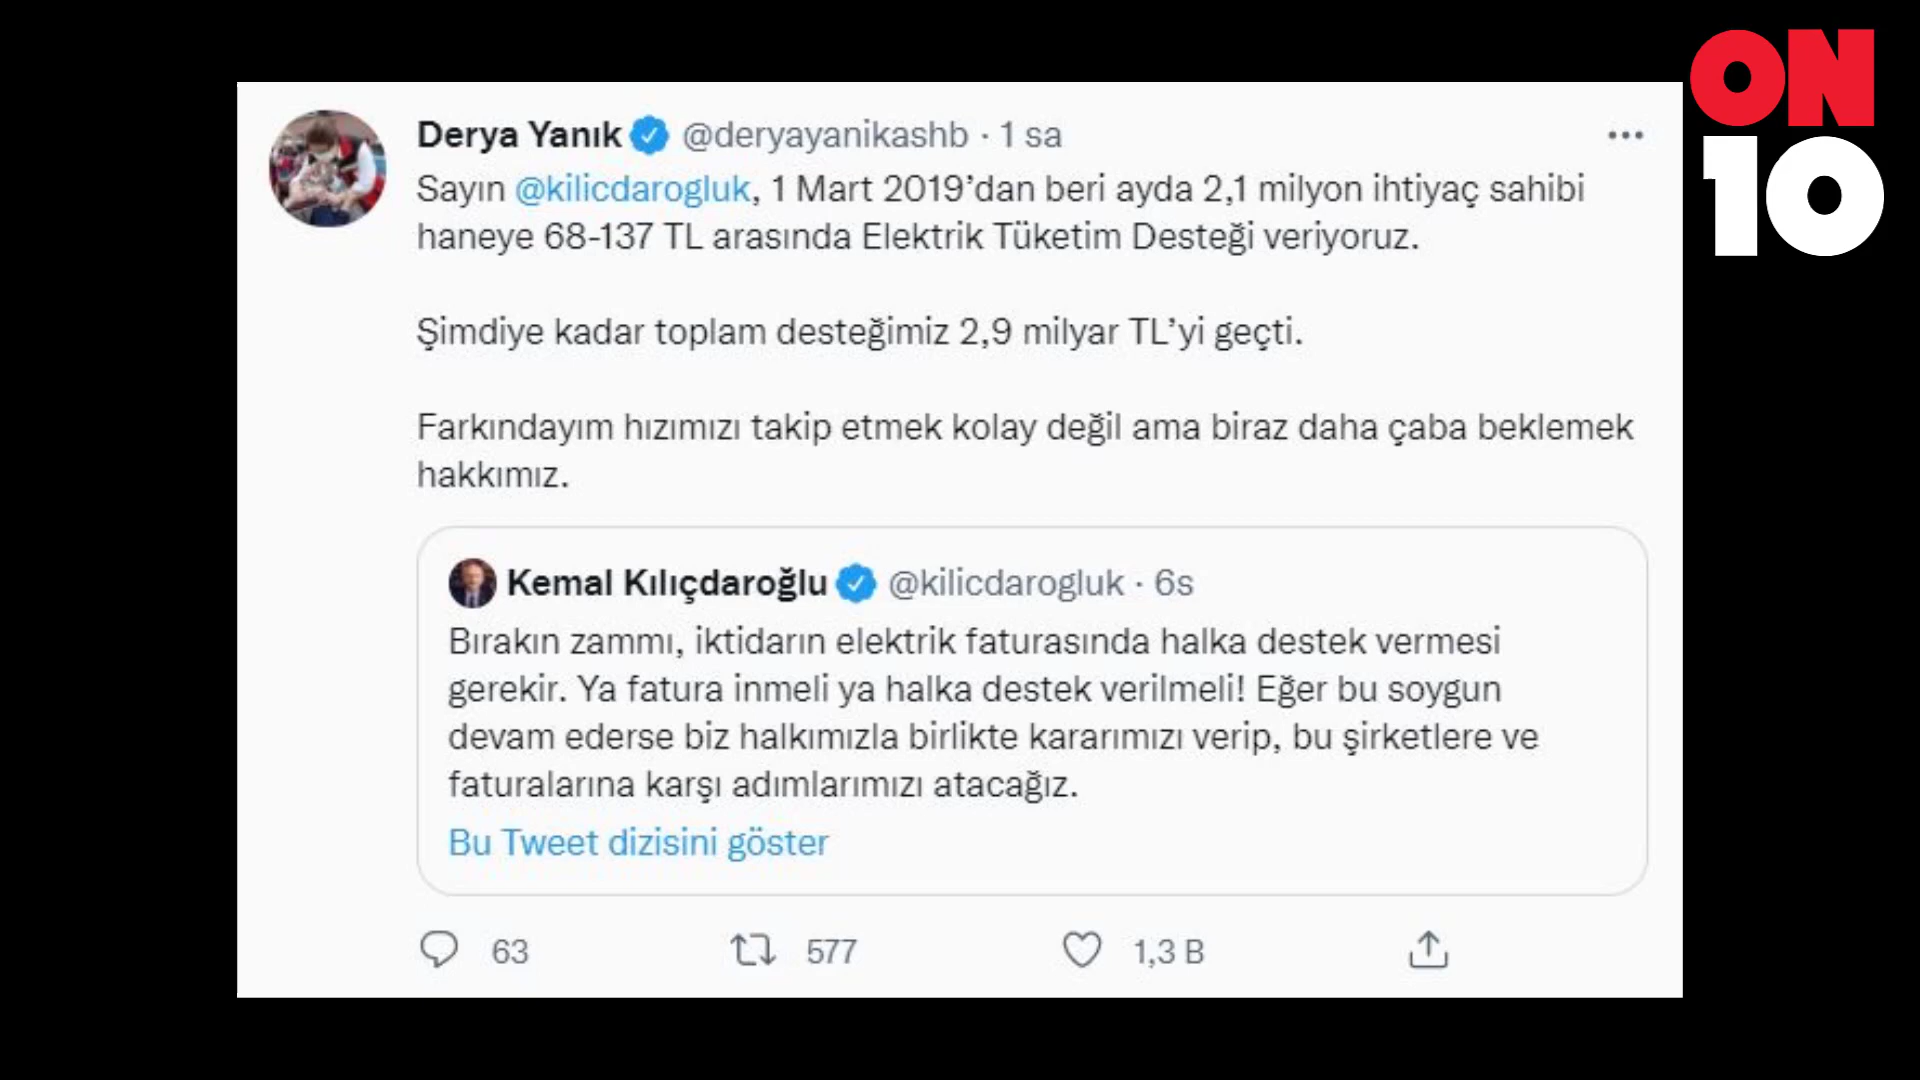 ON
10
Derya Yanık @deryayanikashb · 1 sa
Sayın @kilicdarogluk, 1 Mart 2019’dan beri ayda 2,1 milyon ihtiyaç sahibi
haneye 68-137 TL arasında Elektrik Tüketim Desteği veriyoruz.
Şimdiye kadar toplam desteğimiz 2,9 milyar TL’yi geçti.
Farkındayım hızımızı takip etmek kolay değil ama biraz daha çaba beklemek
hakkımız.
Kemal Kılıçdaroğlu @kilicdarogluk · 6s
Bırakın zammı, iktidarın elektrik faturasında halka destek vermesi
gerekir. Ya fatura inmeli ya halka destek verilmeli! Eğer bu soygun
devam ederse biz halkımızla birlikte kararımızı verip, bu şirketlere ve
faturalarına karşı adımlarımızı atacağız.
Bu Tweet dizisini göster
63 577 1,3 B